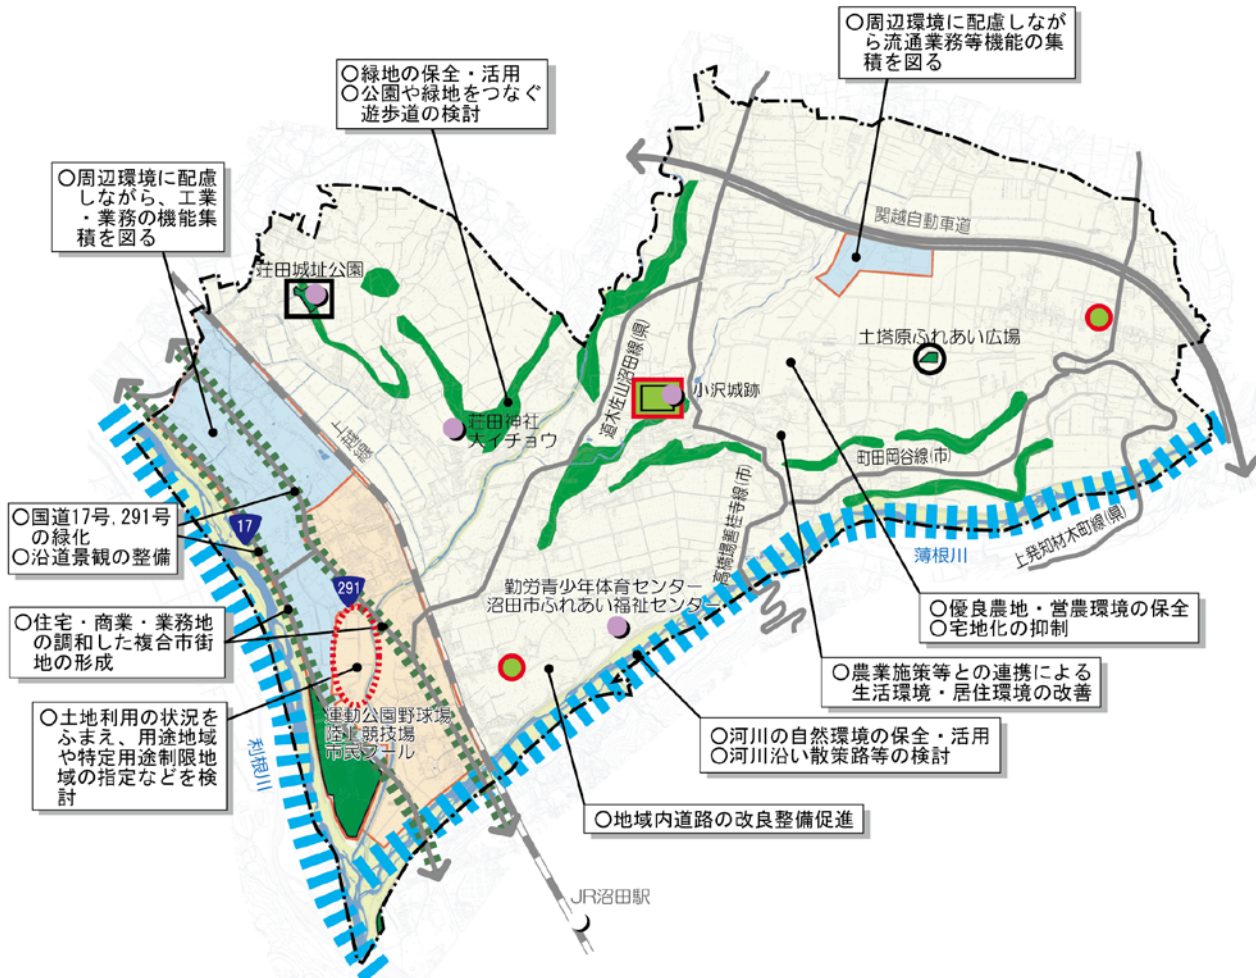 ○周辺環境に配慮しなが
ら流通業務等機能の集
積を図る
○緑地の保全・活用
○公園や緑地をつなぐ
遊歩道の検討
○周辺環境に配慮
しながら、工業
・業務の機能集
積を図る
関越自動車道
荘田城址公園
土塔原ふれあい広場
道木佐山沼田線(県)
小沢城跡
荘田神社
大イチョウ
上越線
町田岡谷線(市)
○国道17号,291号
の緑化
○沿道景観の整備
17
高橋場善桂寺線(市)
上発知材木町線(県)
薄根川
291
勤労青少年体育センター
沼田市ふれあい福祉センター
○優良農地・営農環境の保全
○宅地化の抑制
○住宅・商業・業務地
の調和した複合市街
地の形成
○農業施策等との連携による
生活環境・居住環境の改善
○土地利用の状況を
ふまえ、用途地域
や特定用途制限地
域の指定などを検
討
運動公園野球場
陸上競技場
市民プール
利根川
○河川の自然環境の保全・活用
○河川沿い散策路等の検討
○地域内道路の改良整備促進
JR沼田駅